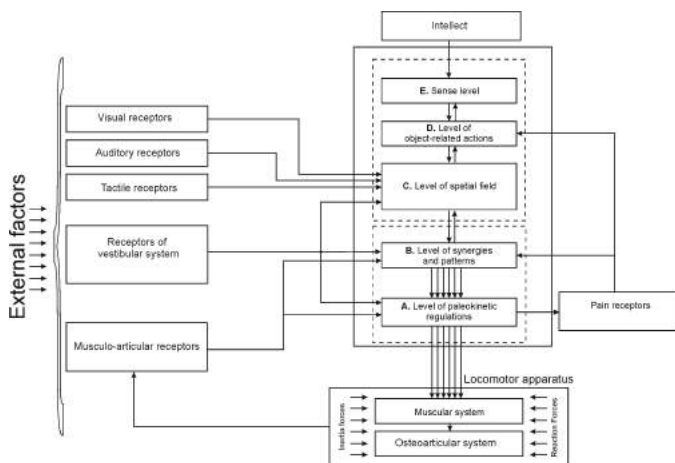 Intellect
External factors
Visual receptors
Auditory receptors
Tactile receptors
Receptors of
vestibular system
Musculo-articular receptors
E. Sense level
D. Level of
object-related actions
C. Level of spatial field
B. Level of synergies
and patterns
A. Level of paleokinetic
regulations
Pain receptors
Locomotor apparatus
Inertia forces
Muscular system
Osteoarticular system
Reaction Forces